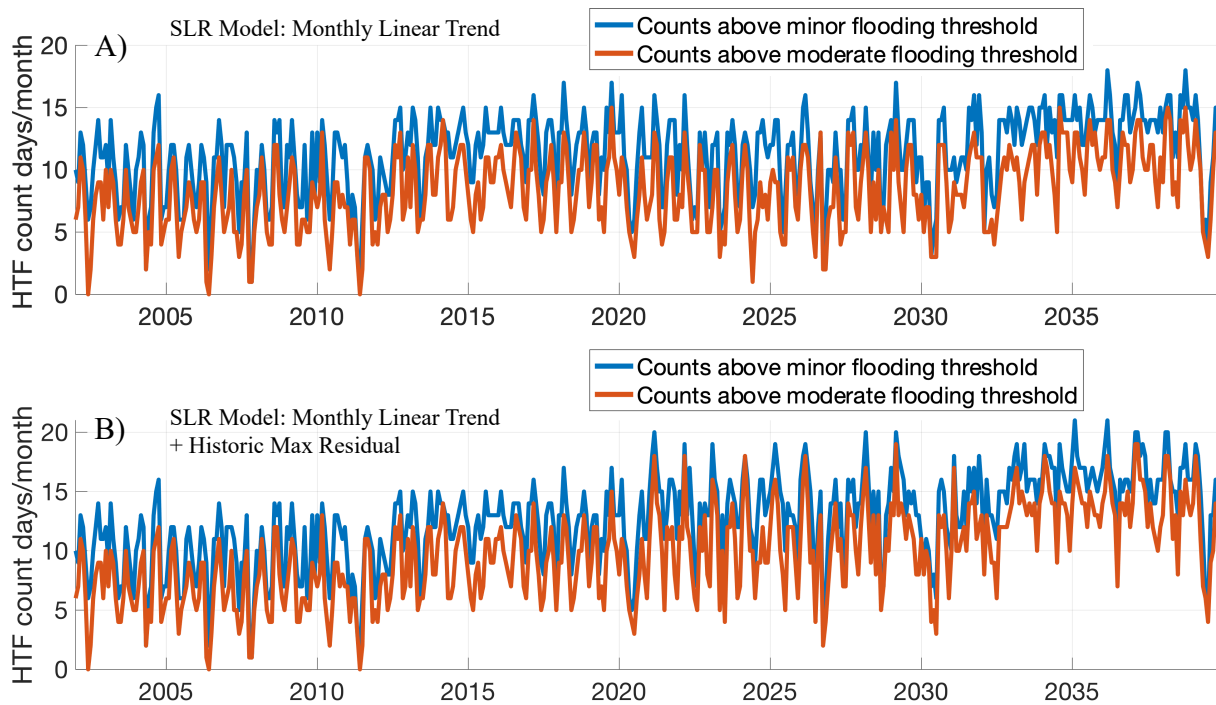 A)
SLR Model: Monthly Linear Trend
Counts above minor flooding threshold
Counts above moderate flooding threshold
HTF count days/month
20
15
10
5
0
2005 2010 2015 2020 2025 2030 2035
B)
SLR Model: Monthly Linear Trend
+ Historic Max Residual
Counts above minor flooding threshold
Counts above moderate flooding threshold
HTF count days/month
20
15
10
5
0
2005 2010 2015 2020 2025 2030 2035